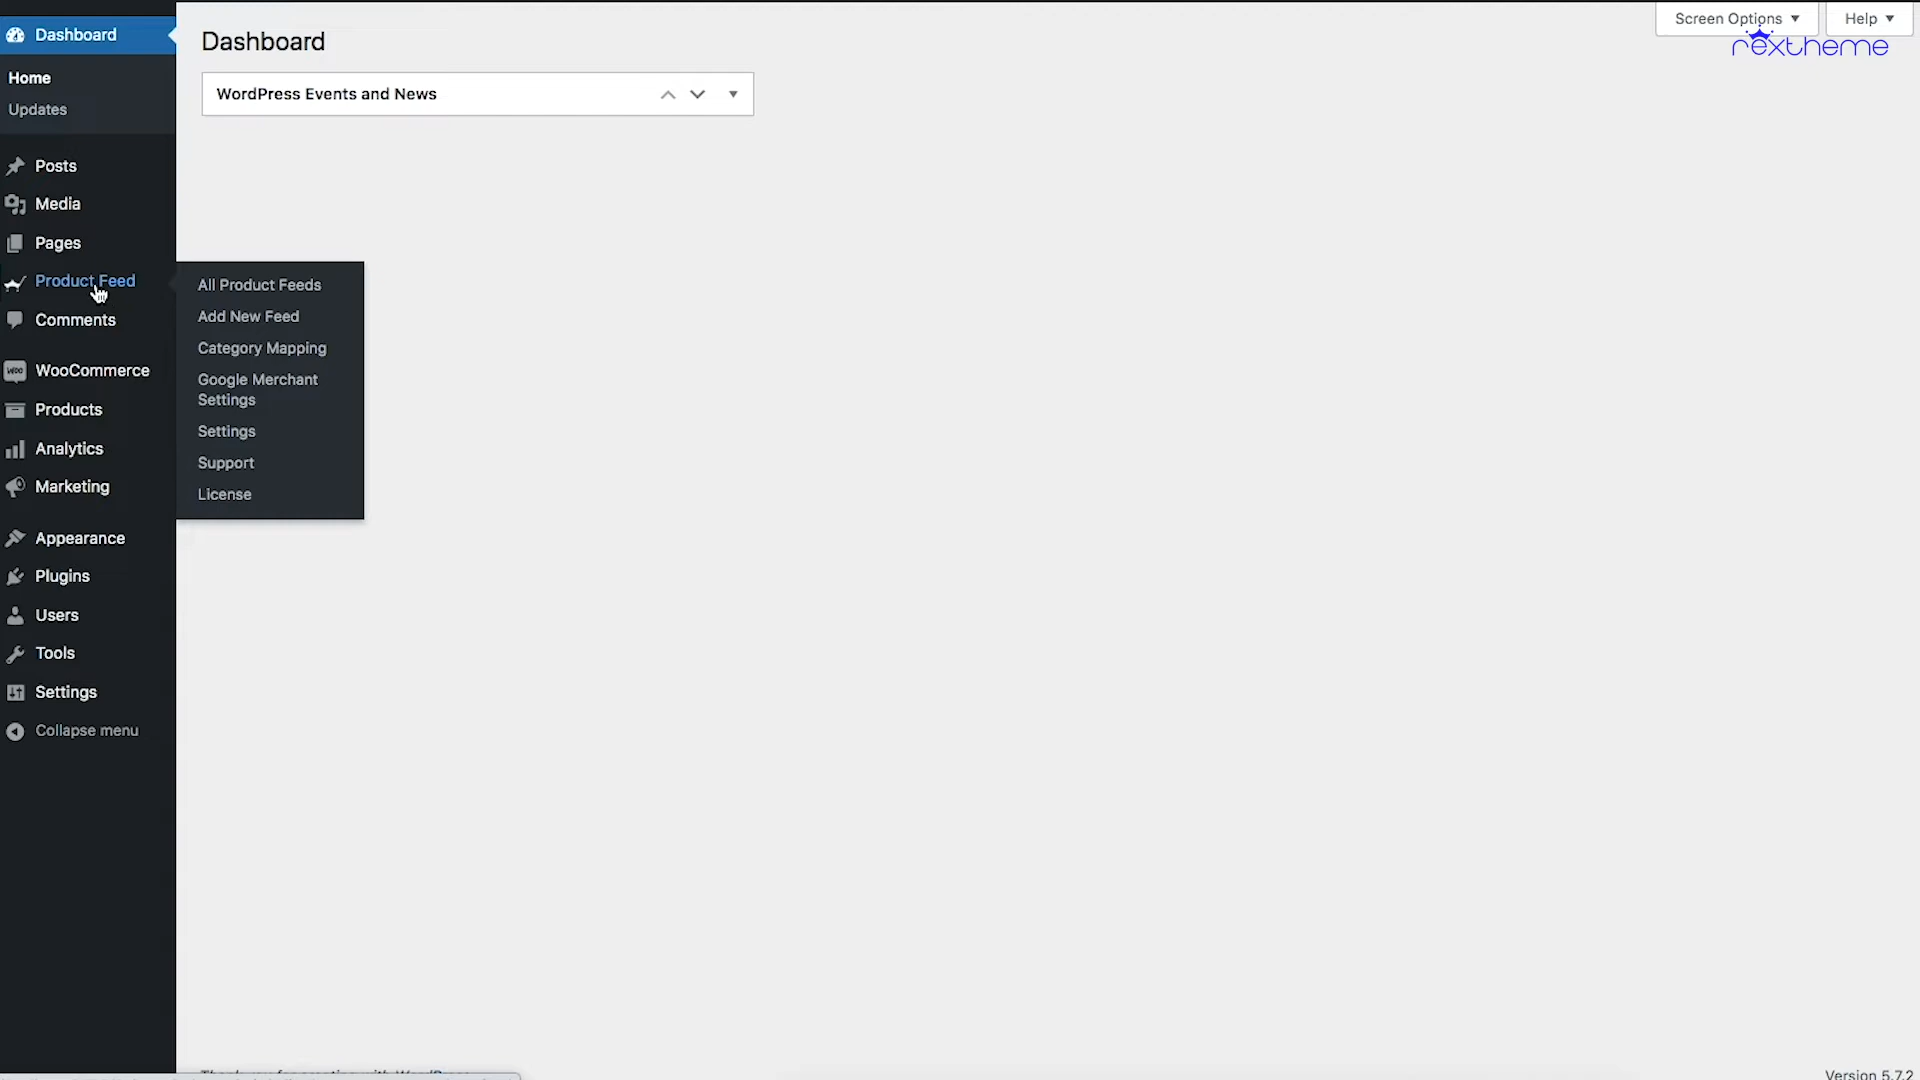 Dashboard
Home
Updates
Posts
Media
Pages
Product Feed
Comments
WooCommerce
Products
Analytics
Marketing
Appearance
Plugins
Users
Tools
Settings
Collapse menu
All Product Feeds
Add New Feed
Category Mapping
Google Merchant
Settings
Settings
Support
License
Dashboard
WordPress Events and News
Screen Options
Help
rextheme
Woo
Version 5.7.2